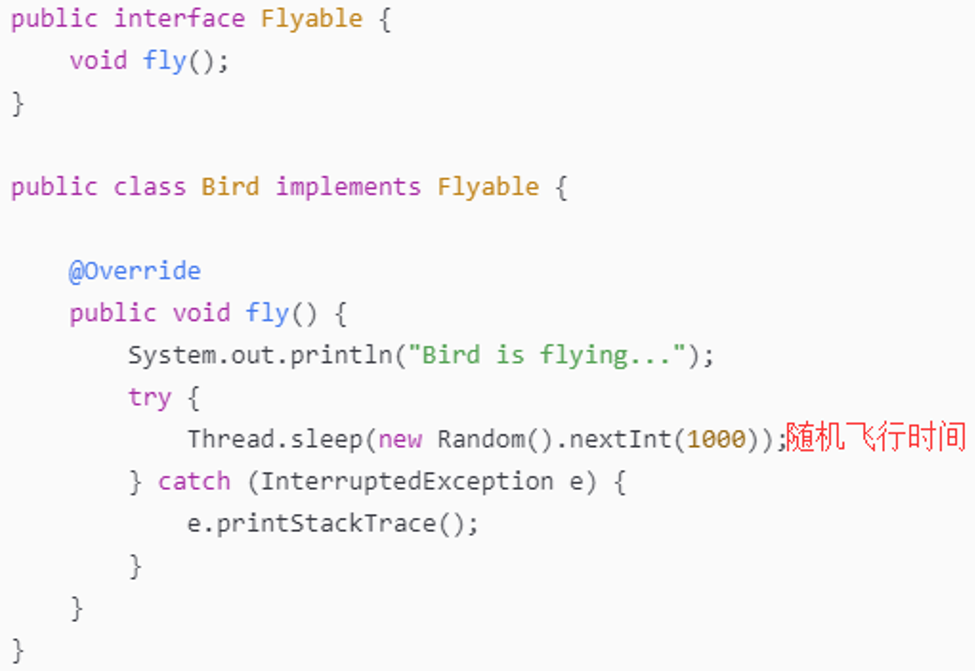 public interface Flyable {
    void fly();
}
public class Bird implements Flyable {
    @Override
    public void fly() {
        System.out.println("Bird is flying...");
        try {
            Thread.sleep(new Random().nextInt(1000));随机飞行时间
        } catch (InterruptedException e) {
            e.printStackTrace();
        }
    }
}